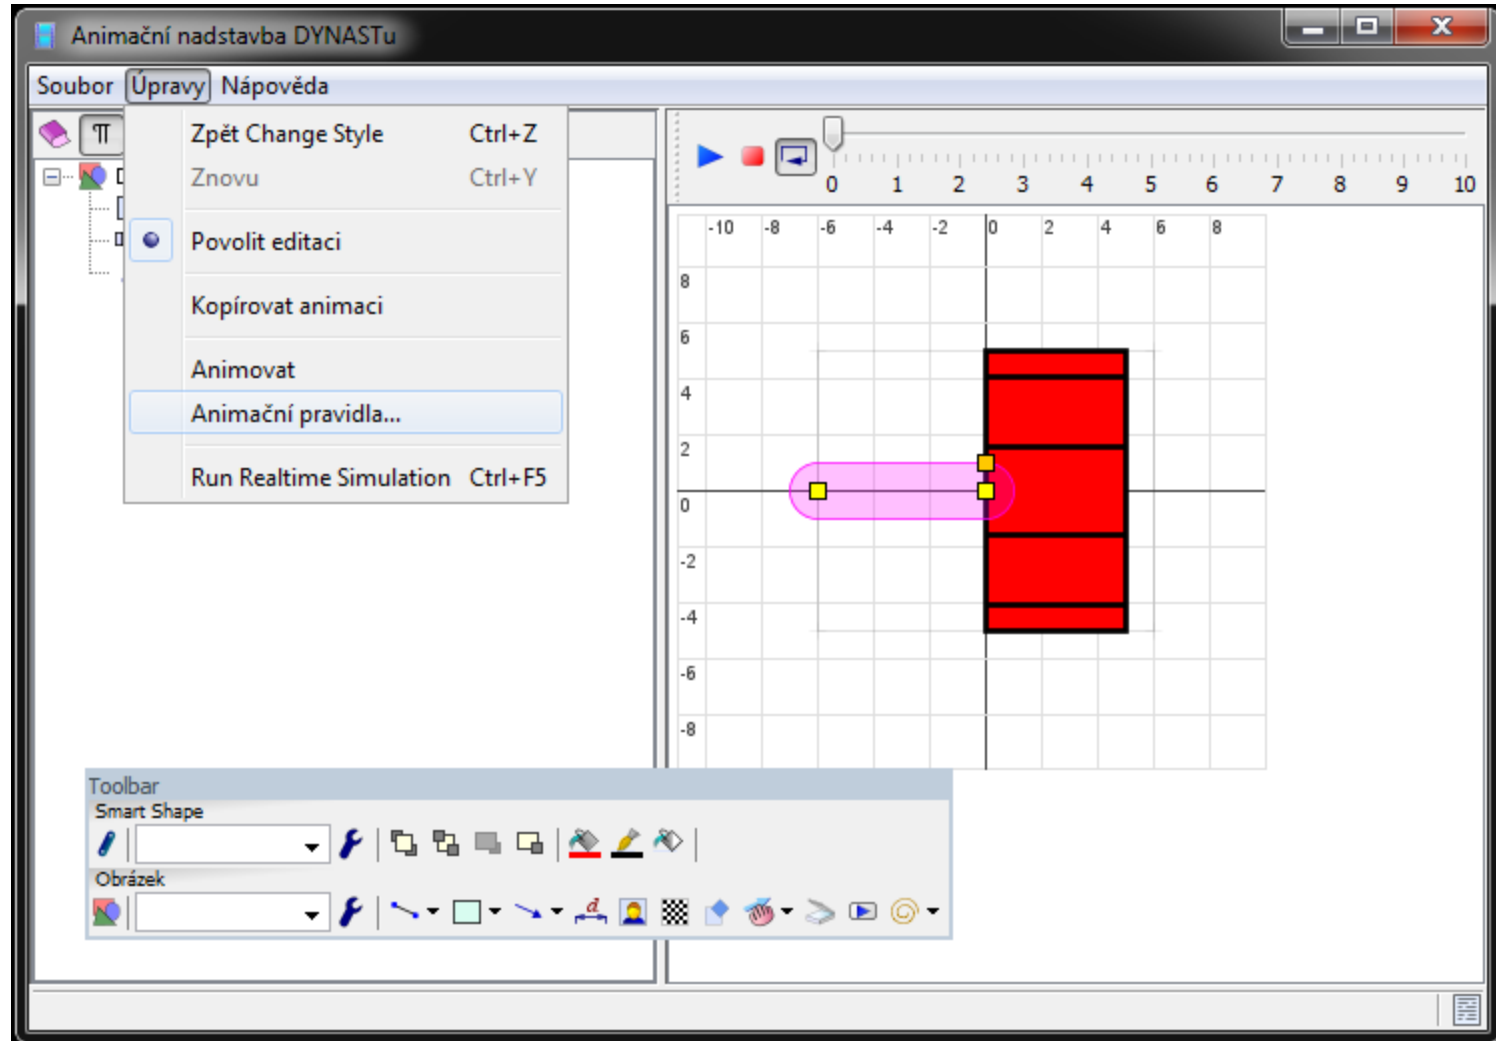 Animační nadstavba DYNASTu
Soubor Úpravy Nápověda
Zpět Change Style Ctrl+Z
Znovu Ctrl+Y
Povolit editaci
Kopírovat animaci
Animovat
Animační pravidla...
Run Realtime Simulation Ctrl+F5
0 1 2 3 4 5 6 7 8 9 10
-10 -8 -6 -4 -2 0 2 4 6 8
8
6
4
2
0
-2
-4
-6
-8
Toolbar
Smart Shape
Obrázek
d